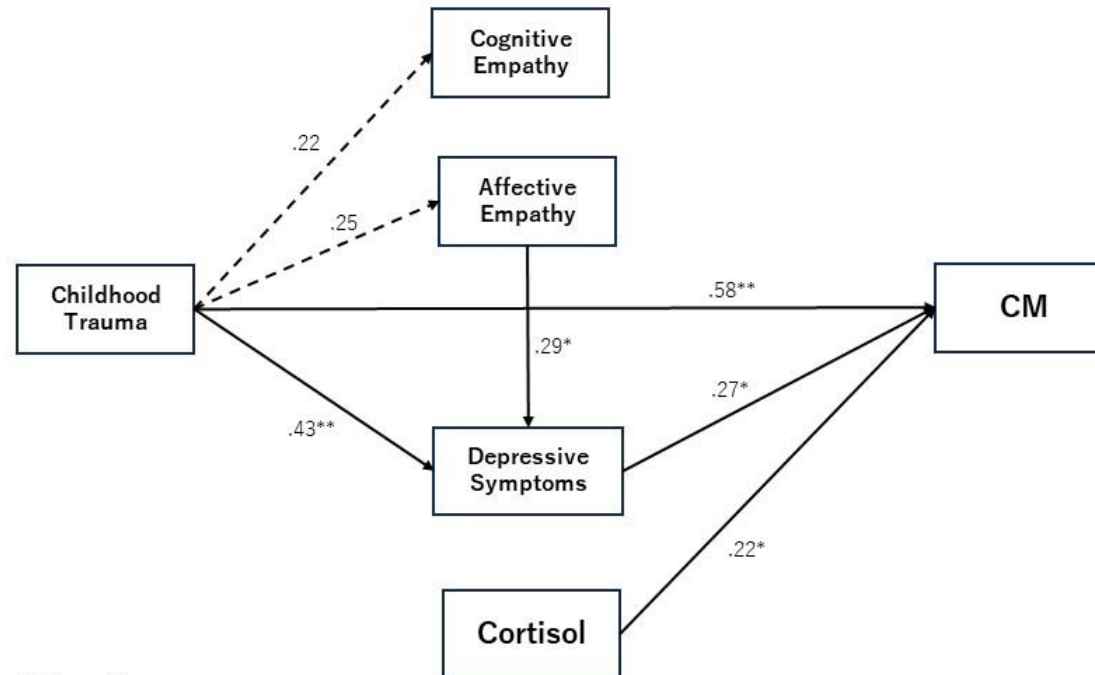 Cognitive
Empathy
.22
Affective
Empathy
.25
Childhood
Trauma
.58**
CM
.29*
.27*
.43**
Depressive
Symptoms
.22*
Cortisol